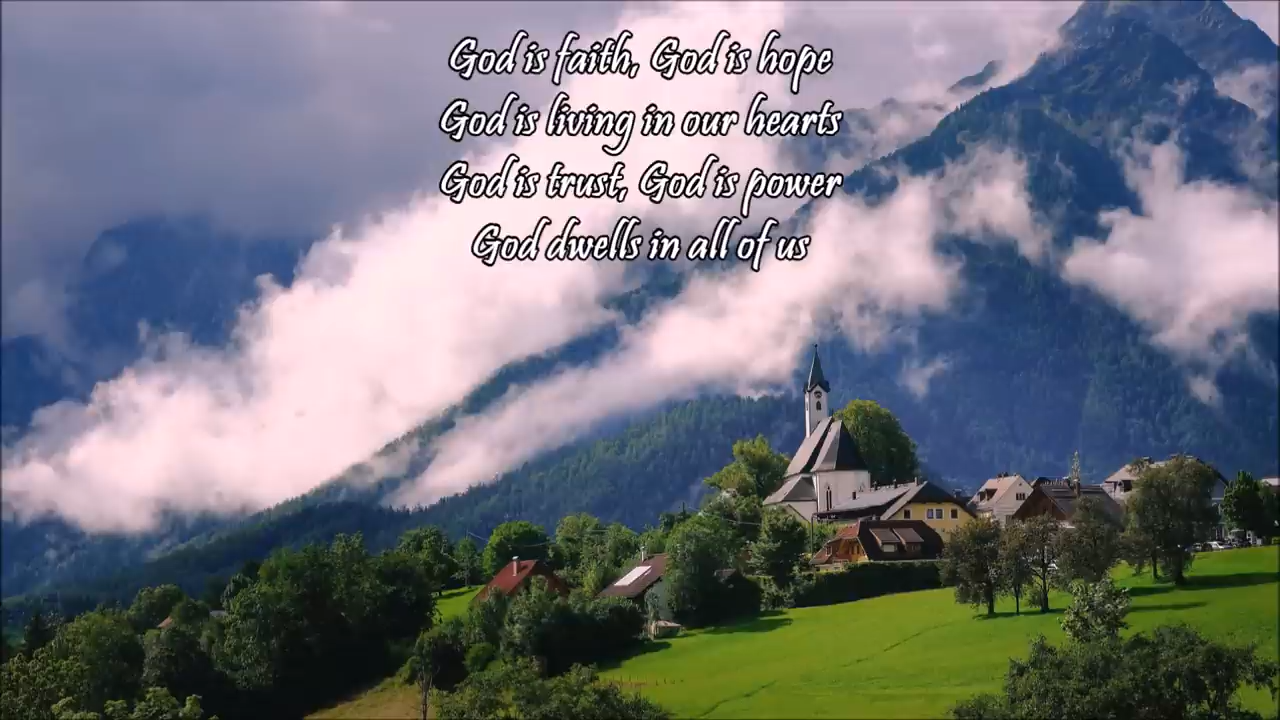 God is faith, God is hope
God is living in our hearts
God is trust, God is power
God dwells in all of us